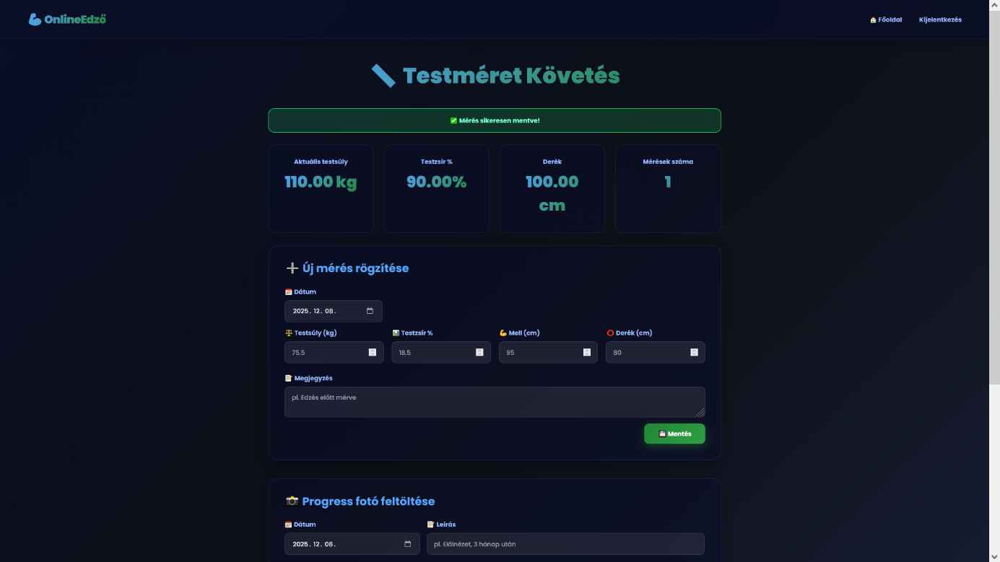 OnlineEdző
Főoldal
Kijelentkezés
Testméret Követés
Mérés sikeresen mentve!
Aktuális testsúly
110.00 kg
Testzsír %
90.00%
Derék
100.00
cm
Mérések száma
1
Új mérés rögzítése
Dátum
2025. 12. 08.
Testsúly (kg)
Testzsír %
Mell (cm)
Derék (cm)
75.5
18.5
95
80
Megjegyzés
pl. Edzés előtt mérve
Mentés
Progress fotó feltöltése
Dátum
Leírás
2025. 12. 08.
pl. Előlnézet, 3 hónap után